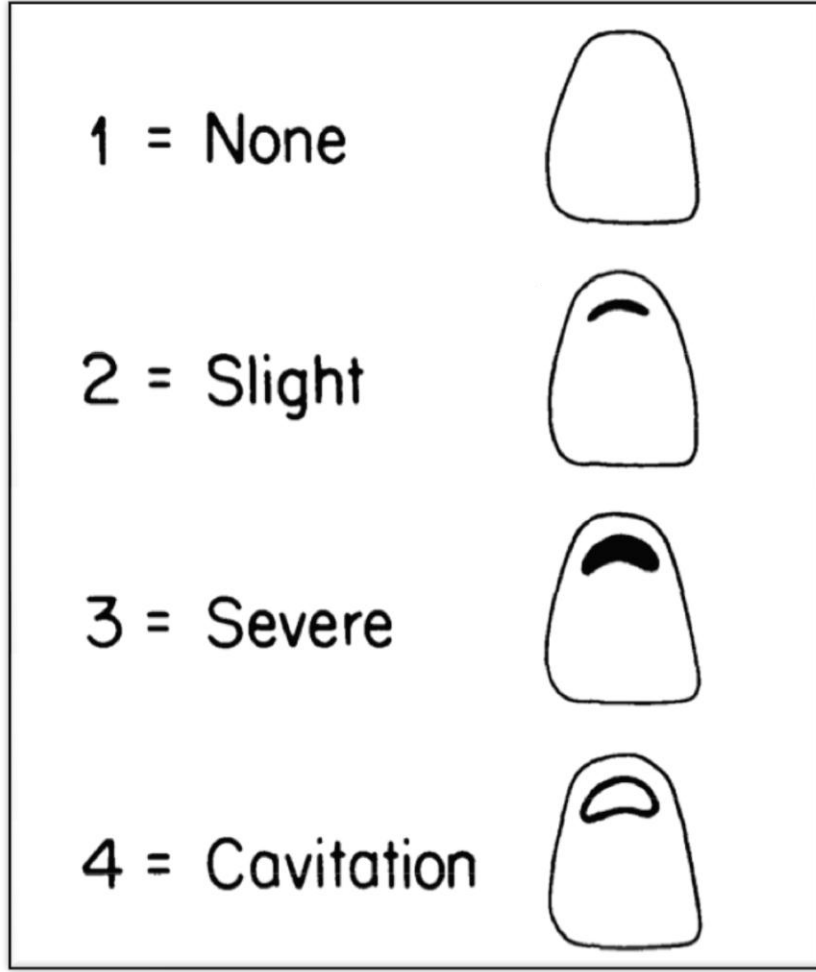 1 = None
2 = Slight
3 = Severe
4 = Cavitation